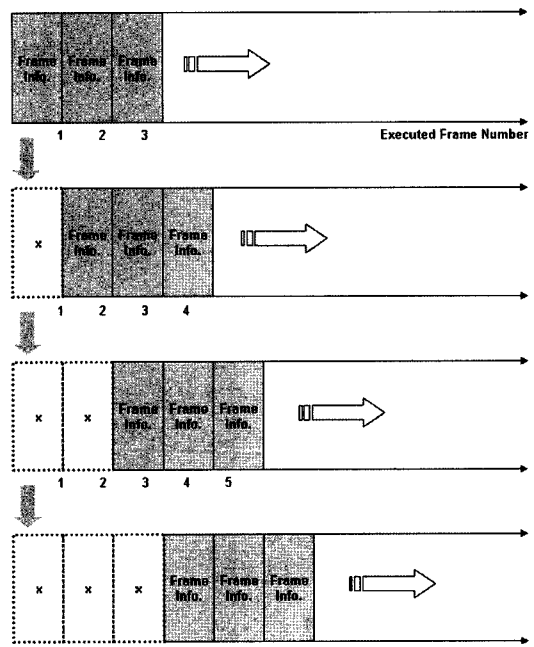 Frame Frame Frame
Info. Info. Info.
1 2 3 Executed Frame Number
x Frame Frame Frame
Info. Info. Info.
1 2 3 4
x x Frame Frame Frame
Info. Info. Info.
1 2 3 4 5
x x x Frame Frame Frame
Info. Info. Info.